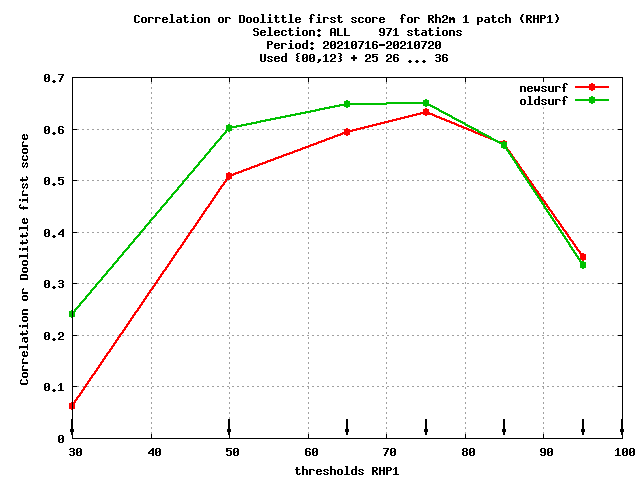 Correlation or Doolittle first score  for Rh2m 1 patch (RHP1)
Selection: ALL    971 stations
Period: 20210716-20210720
Used {00,12} + 25 26 ... 36
newsurf
oldsurf
Correlation or Doolittle first score
0.7
0.6
0.5
0.4
0.3
0.2
0.1
0
30 40 50 60 70 80 90 100
thresholds RHP1